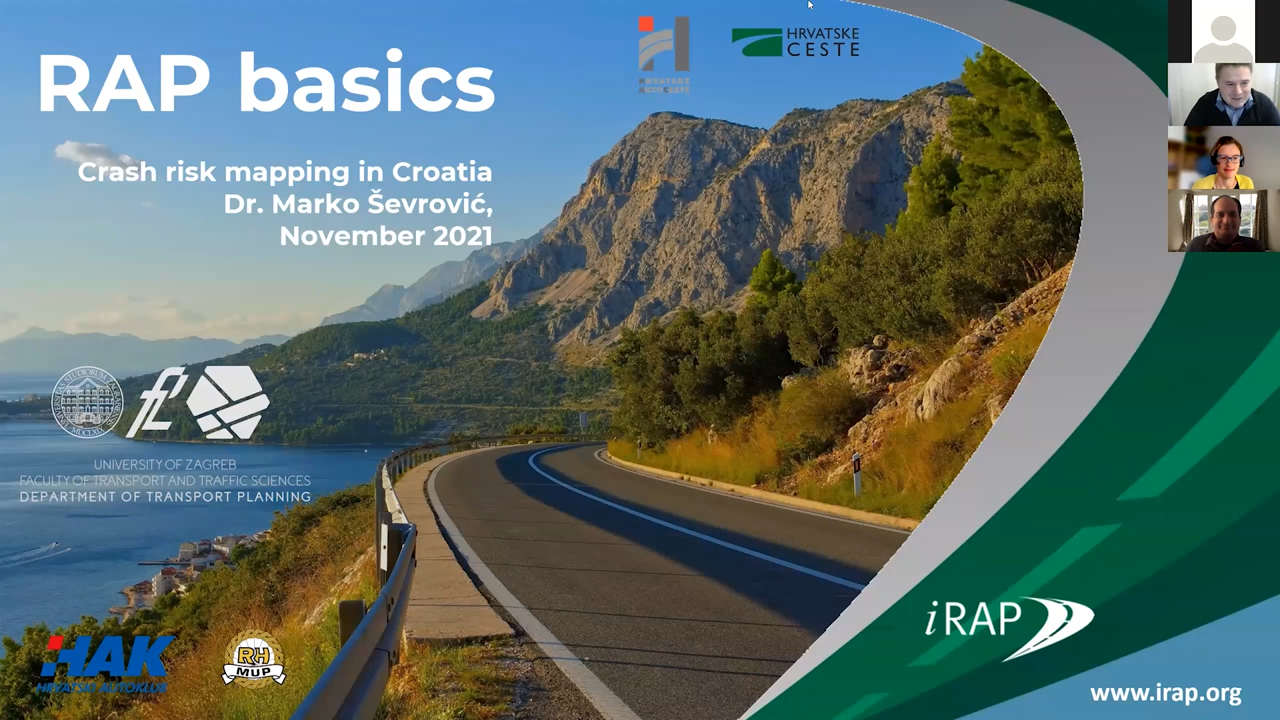 RAP basics
Crash risk mapping in Croatia
Dr. Marko Ševrović,
November 2021
HRVATSKE
CESTE
UNIVERSITY OF ZAGREB
FACULTY OF TRANSPORT AND TRAFFIC SCIENCES
DEPARTMENT OF TRANSPORT PLANNING
HAK
HRVATSKI AUTOKLUB
RH
MUP
iRAP
www.irap.org